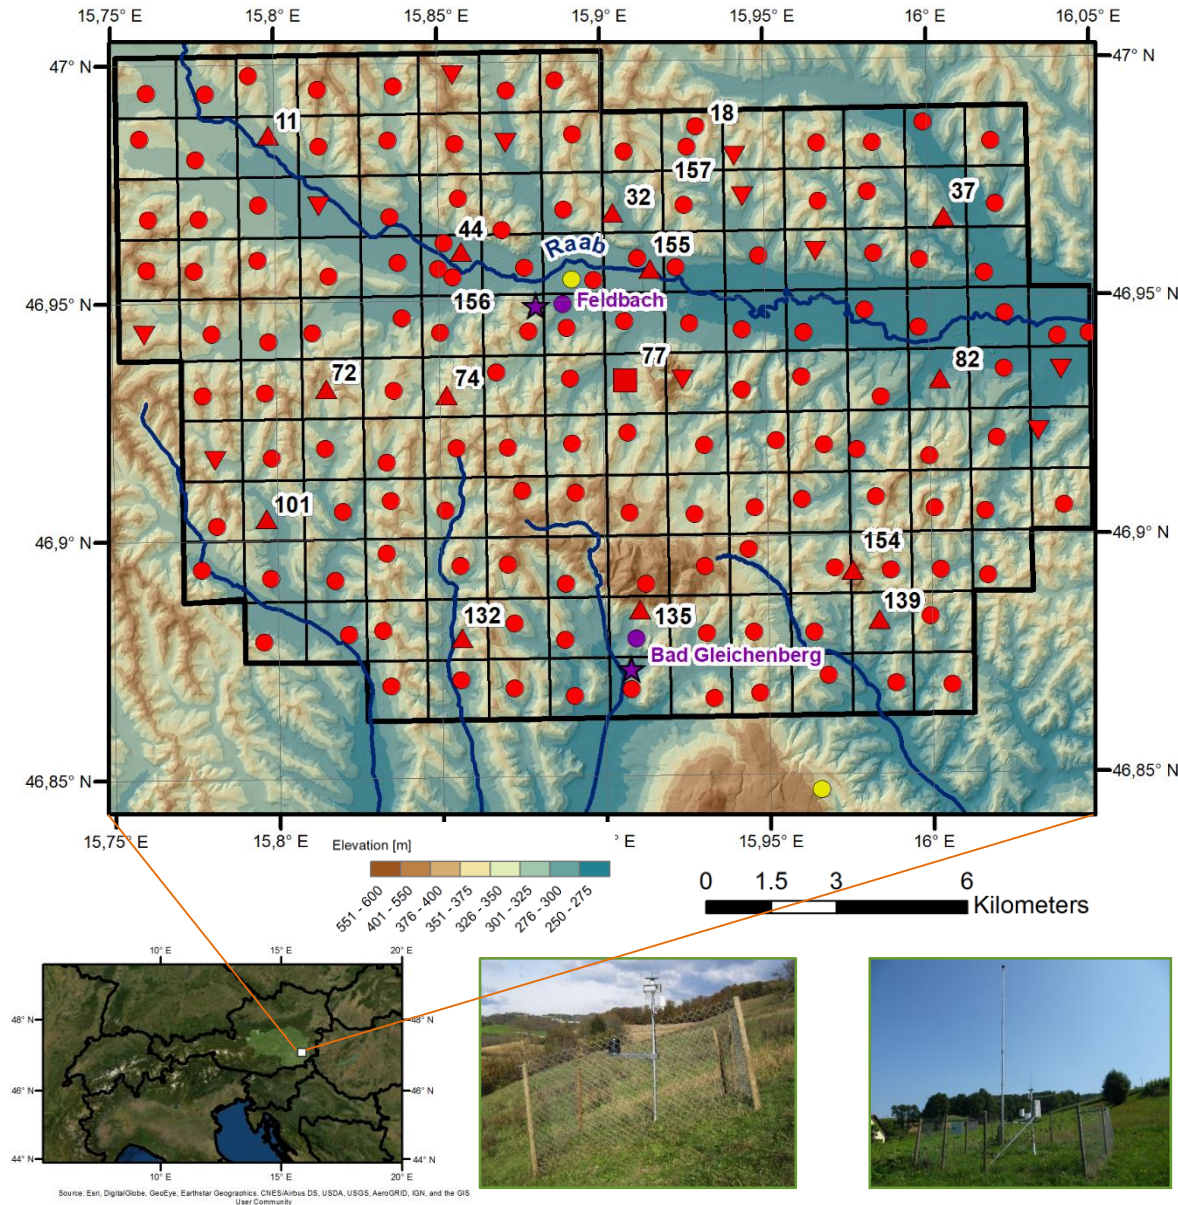 15,75° E 15,8° E 15,85° E 15,9° E 15,95° E 16° E 16,05° E
47° N 47° N
18
11
157
32 37
44
Raab 155
46,95° N 156 Feldbach 46,95° N
77
72 74 82
101
46,9° N 154 46,9° N
139
132 135
Bad Gleichenberg
46,85° N 46,85° N
15,75° E 15,8° E 15,85° E 15,9° E 15,95° E 16° E
Elevation [m]
551 - 600
401 - 550
376 - 400
351 - 375
326 - 350
301 - 325
276 - 300
250 - 275
0 1.5 3 6
Kilometers
10° E 15° E 20° E
48° N 48° N
46° N 46° N
44° N 44° N
10° E 15° E 20° E
Source: Esri, DigitalGlobe, GeoEye, Earthstar Geographics, CNES/Airbus DS, USDA, USGS, AeroGRID, IGN, and the GIS
User Community